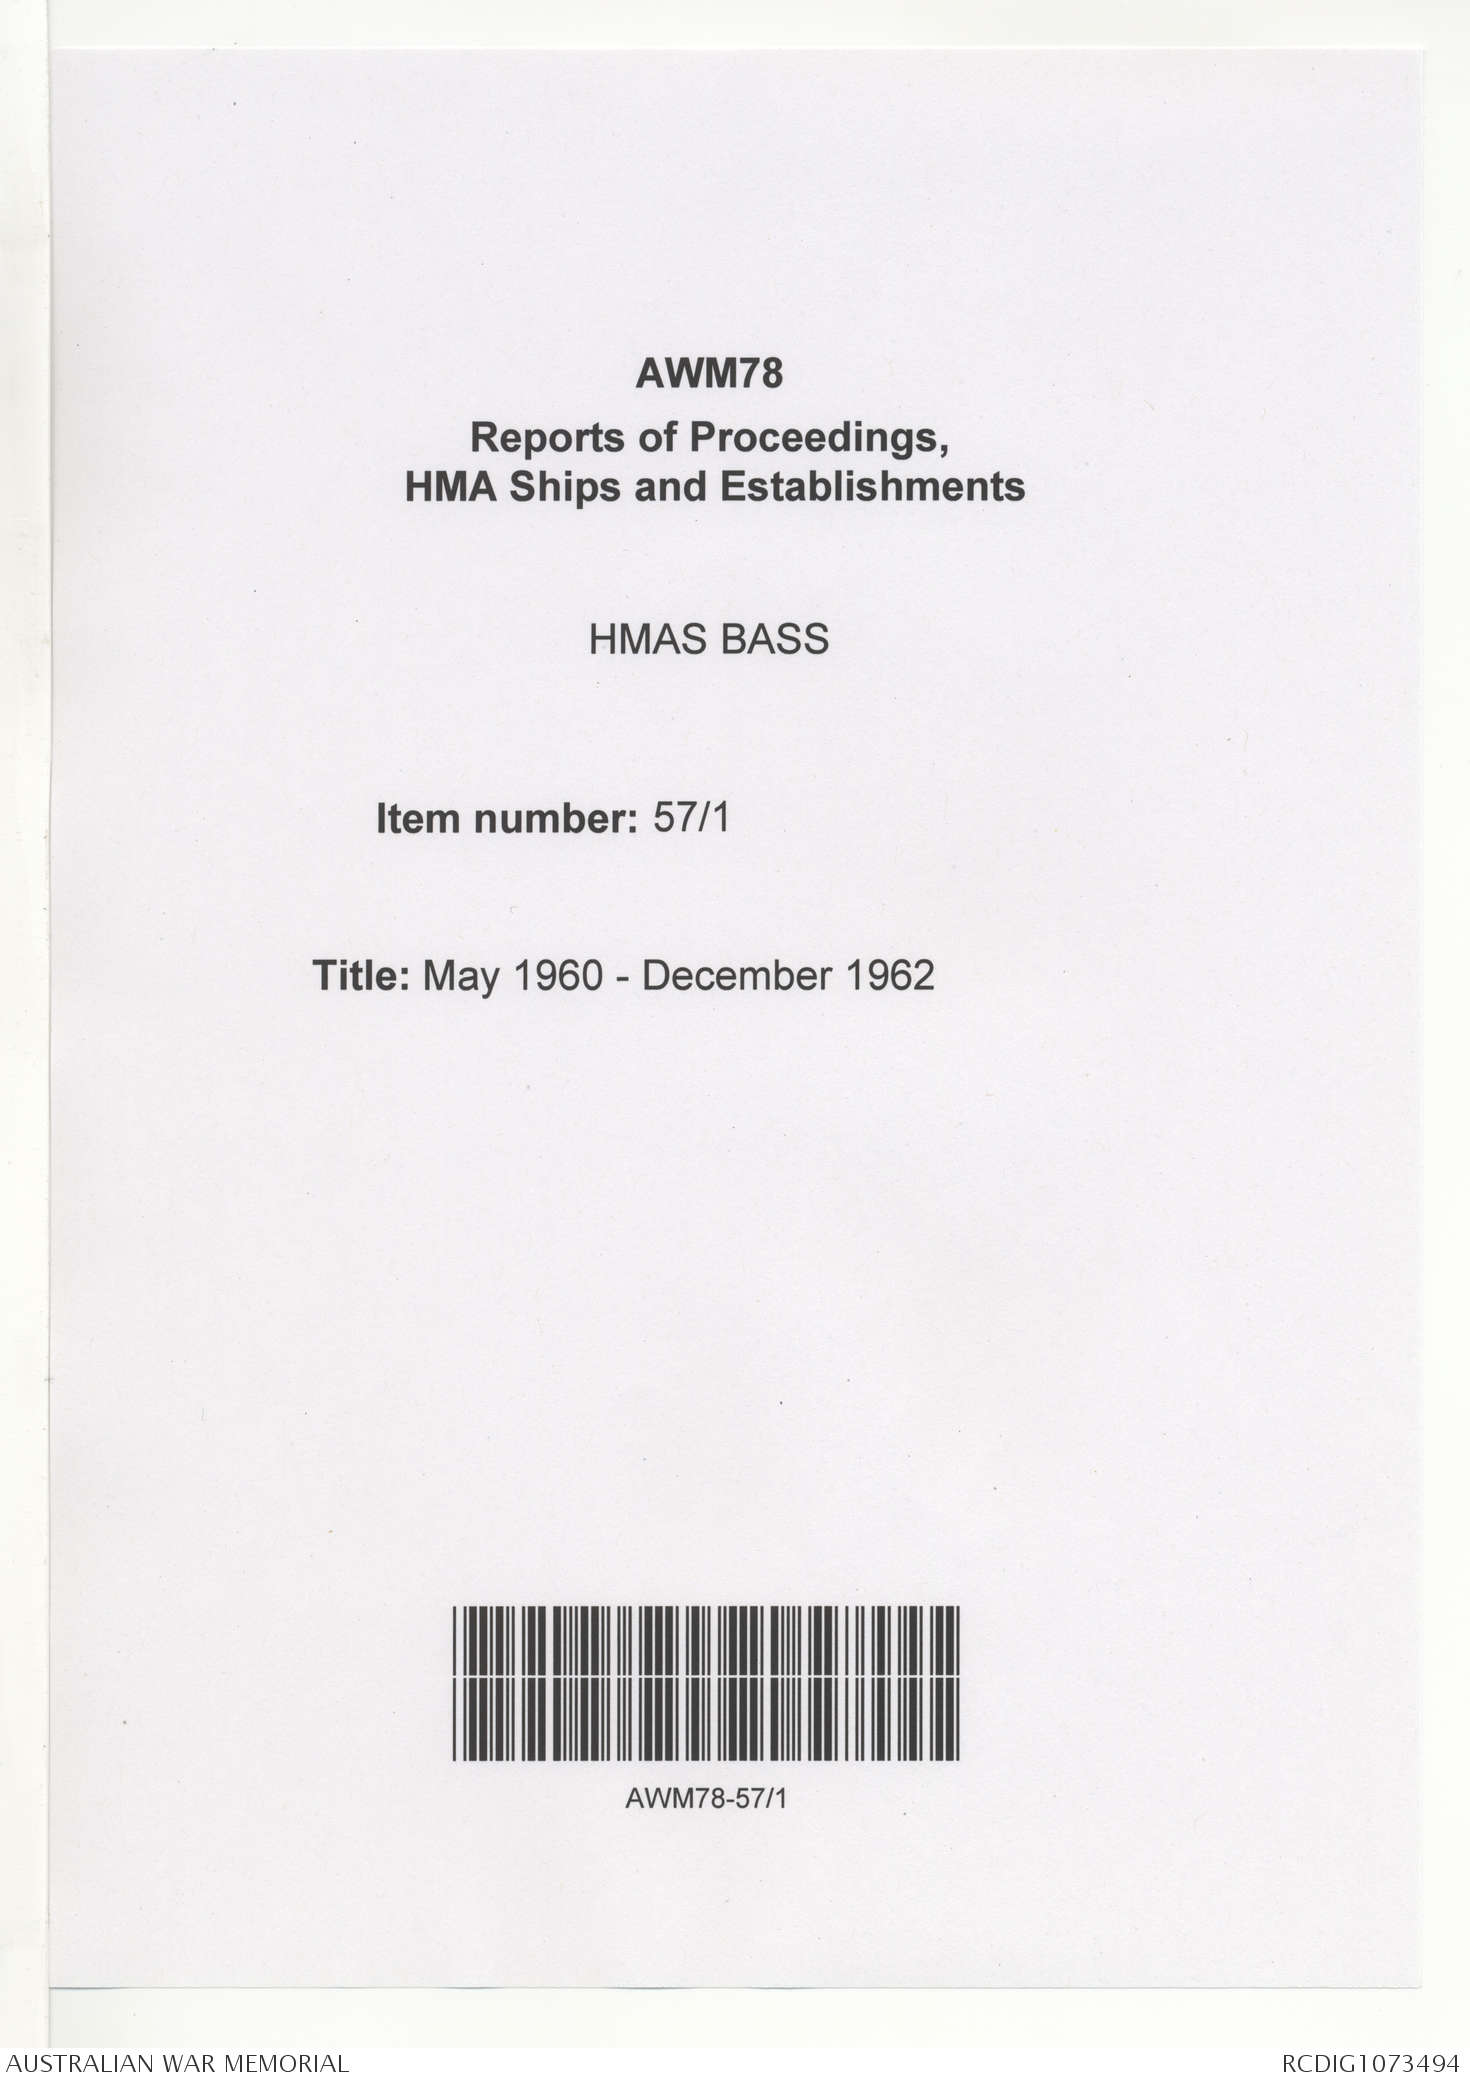 AWM78
Reports of Proceedings,
HMA Ships and Establishments
HMAS BASS
Item number: 57/1
Title: May 1960 - December 1962
AWM78-57/1
AUSTRALIAN WAR MEMORIAL
RCDIG1073494